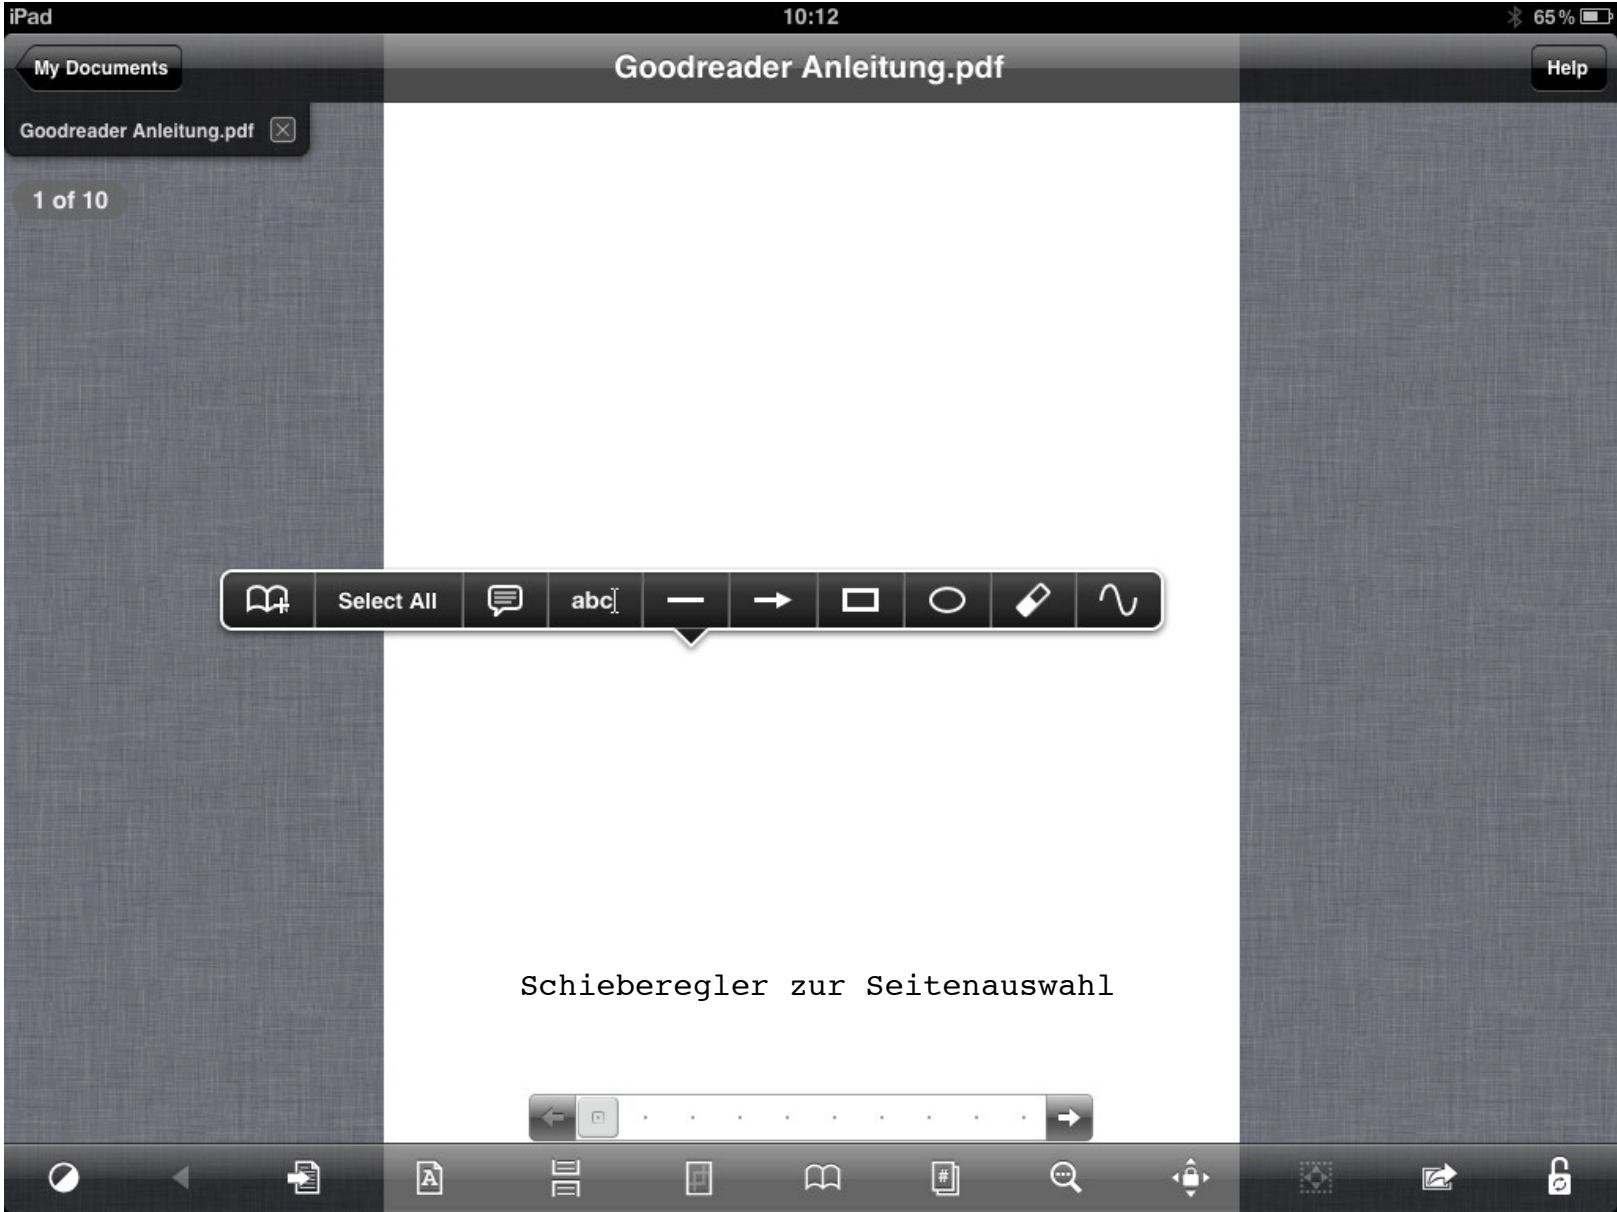 iPad
10:12
65%
My Documents
Goodreader Anleitung.pdf
Help
Goodreader Anleitung.pdf
1 of 10
Select All
abc
Schieberegler zur Seitenauswahl
A
#